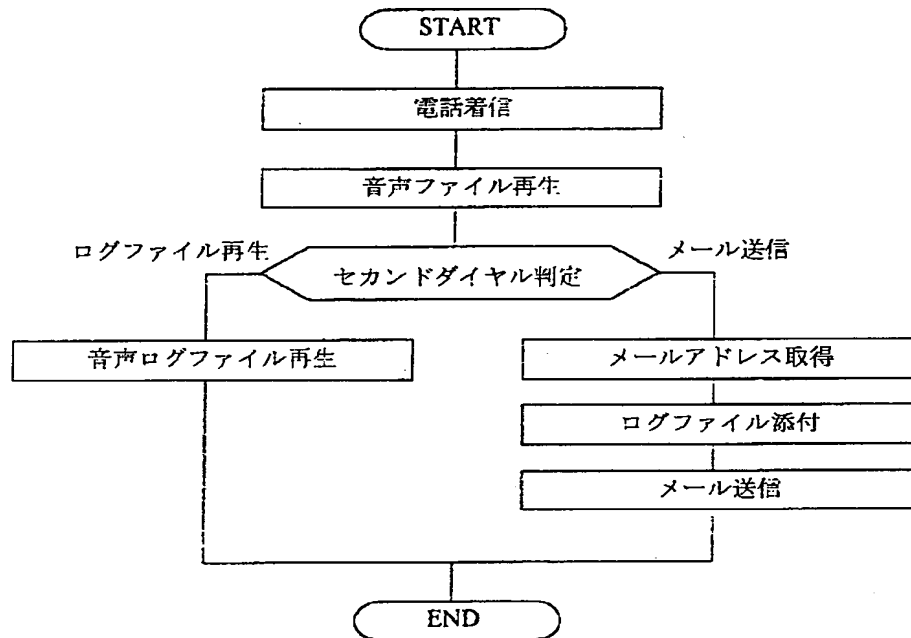 START
電話着信
音声ファイル再生
ログファイル再生
メール送信
セカンドダイヤル判定
音声ログファイル再生
メールアドレス取得
ログファイル添付
メール送信
END